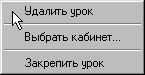 Удалить урок
Выбрать кабинет...
Закрепить урок